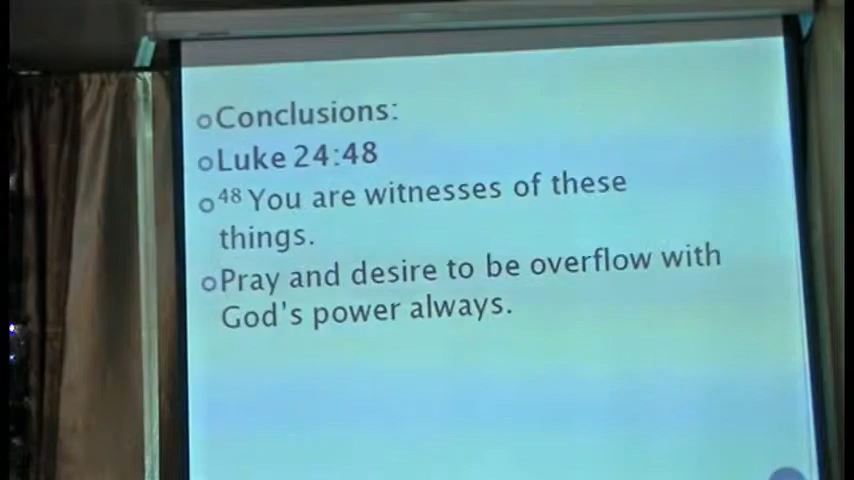 Conclusions:
Luke 24:48
48 You are witnesses of these
things.
Pray and desire to be overflow with
God's power always.